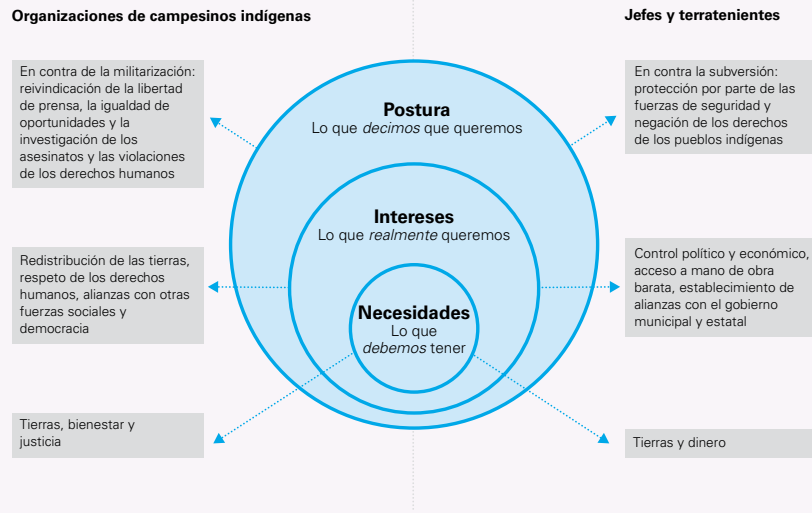 Organizaciones de campesinos indígenas
Jefes y terratenientes
En contra de la militarización:
reivindicación de la libertad
de prensa, la igualdad de
oportunidades y la
investigación de los
asesinatos y las violaciones
de los derechos humanos
Postura
Lo que decimos que queremos
En contra la subversión:
protección por parte de las
fuerzas de seguridad y
negación de los derechos
de los pueblos indígenas
Redistribución de las tierras,
respeto de los derechos
humanos, alianzas con otras
fuerzas sociales y
democracia
Intereses
Lo que realmente queremos
Control político y económico,
acceso a mano de obra
barata, establecimiento de
alianzas con el gobierno
municipal y estatal
Necesidades
Lo que
debemos tener
Tierras, bienestar y
justicia
Tierras y dinero